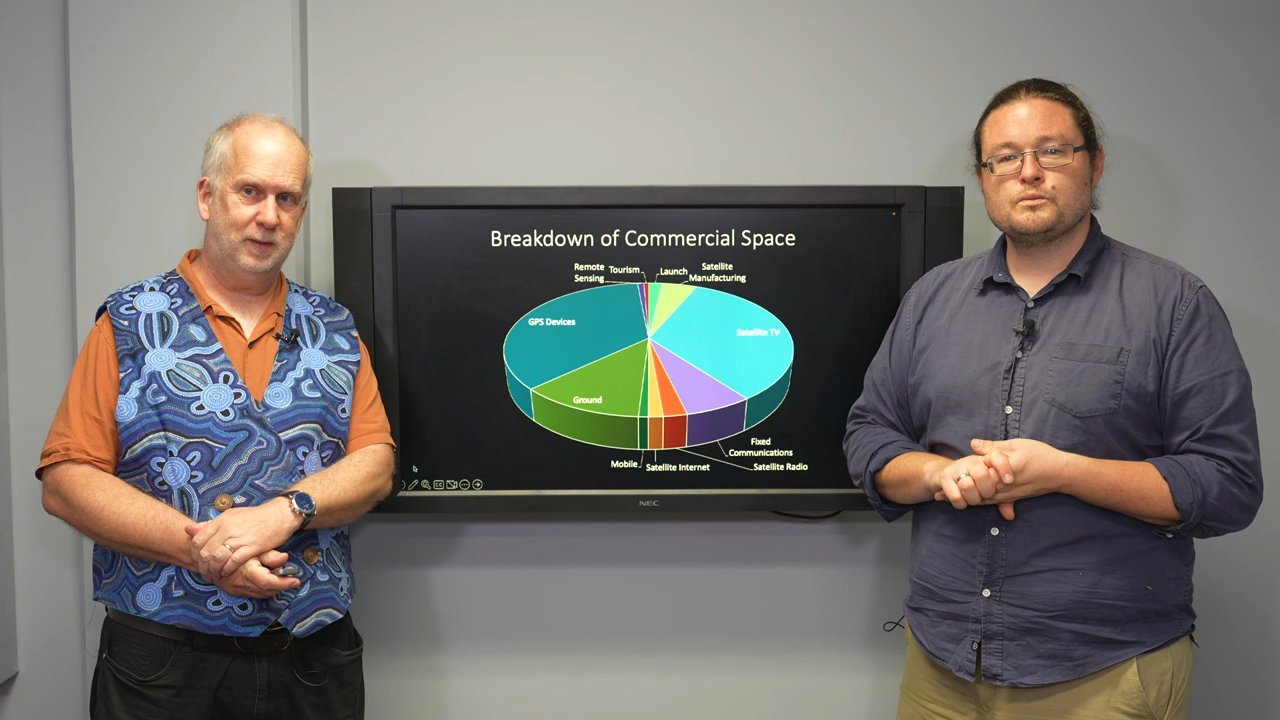 Breakdown of Commercial Space
Remote
Sensing
Tourism
Launch
Satellite
Manufacturing
GPS Devices
Satellite TV
Ground
Fixed
Communications
Mobile
Satellite Internet
Satellite Radio
CC
NEC